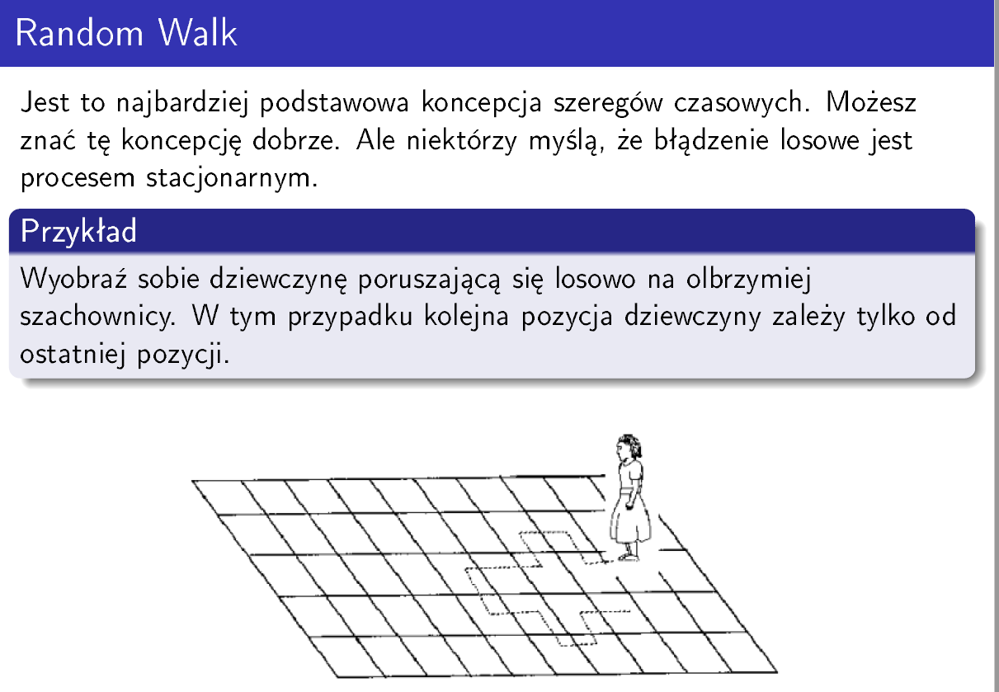 Random Walk
Jest to najbardziej podstawowa koncepcja szeregów czasowych. Możesz
znać tę koncepcję dobrze. Ale niektórzy myślą, że błądzenie losowe jest
procesem stacjonarnym.
Przykład
Wyobraź sobie dziewczynę poruszającą się losowo na olbrzymiej
szachownicy. W tym przypadku kolejna pozycja dziewczyny zależy tylko od
ostatniej pozycji.